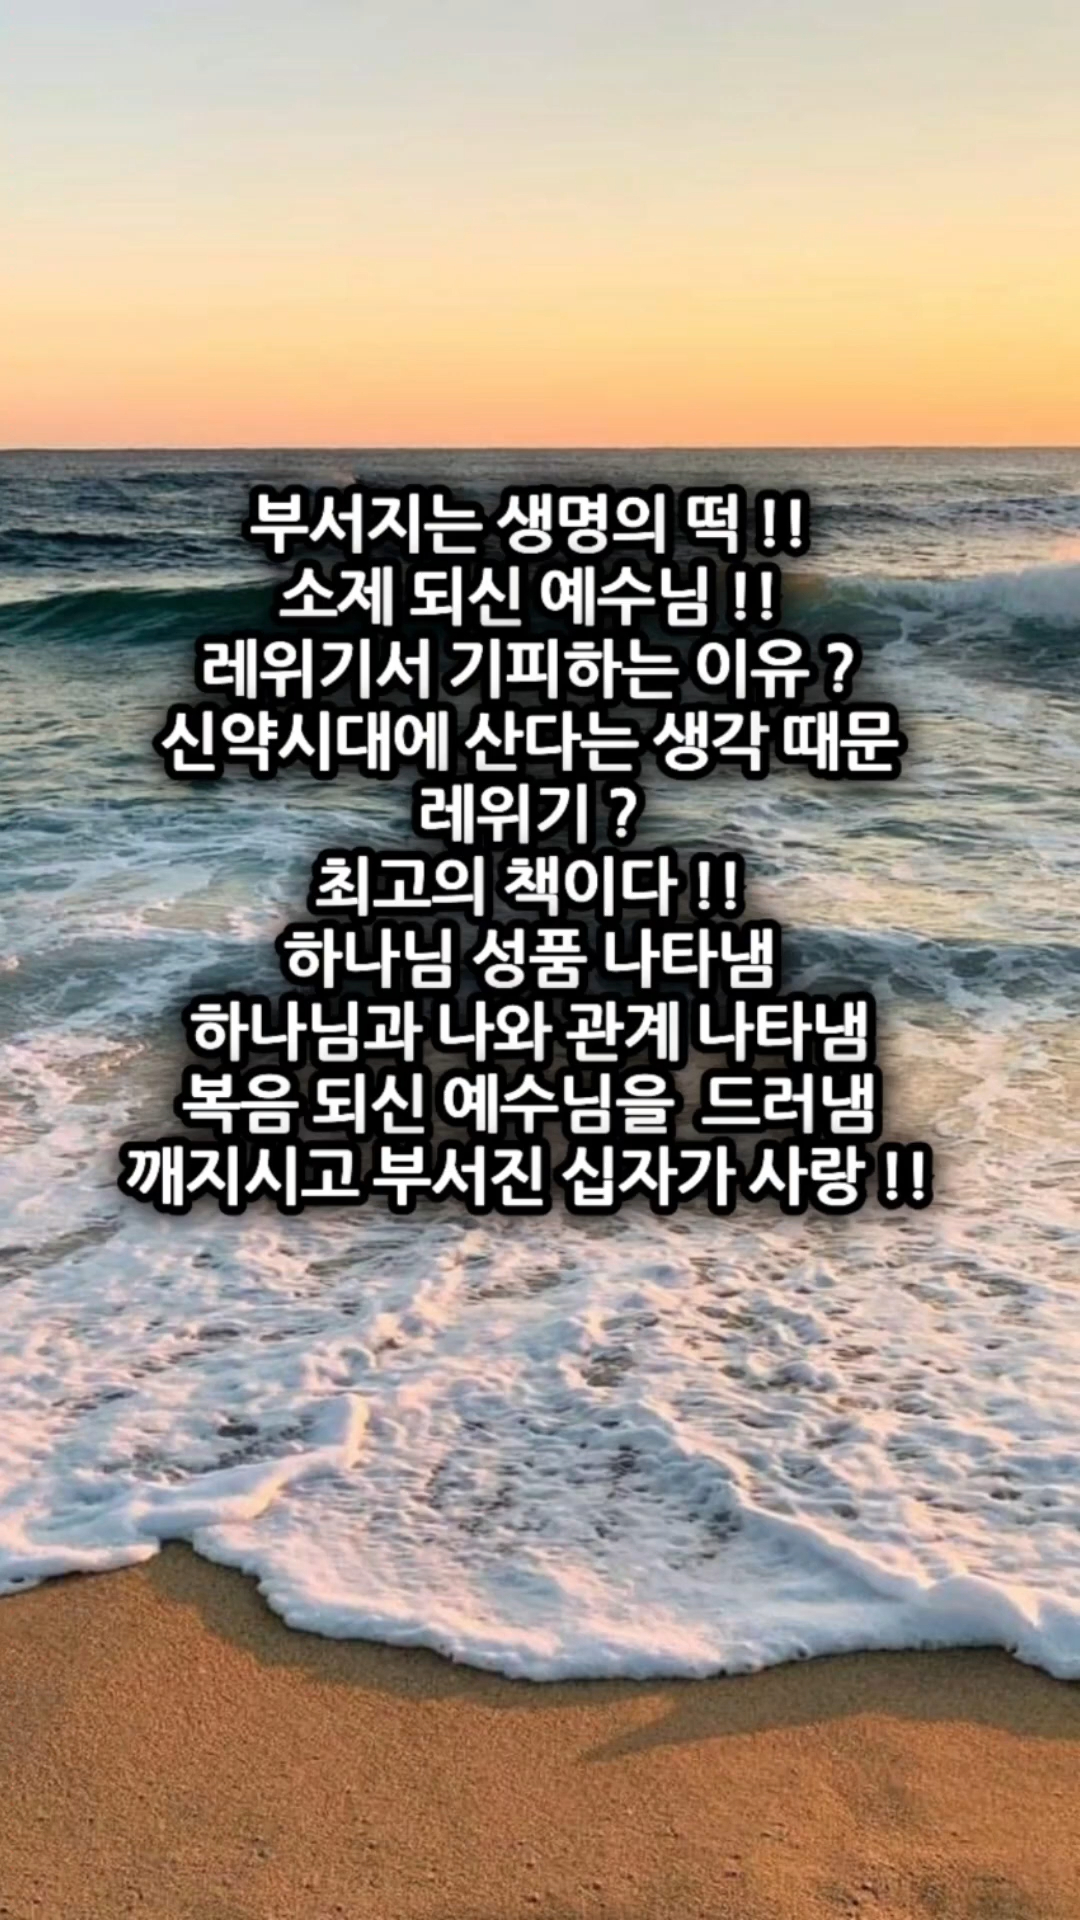 부서지는 생명의 떡 !!
소제 되신 예수님 !!
레위기서 기피하는 이유 ?
신약시대에 산다는 생각 때문
레위기 ?
최고의 책이다 !!
하나님 성품 나타냄
하나님과 나와 관계 나타냄
복음 되신 예수님을 드러냄
깨지시고 부서진 십자가 사랑 !!